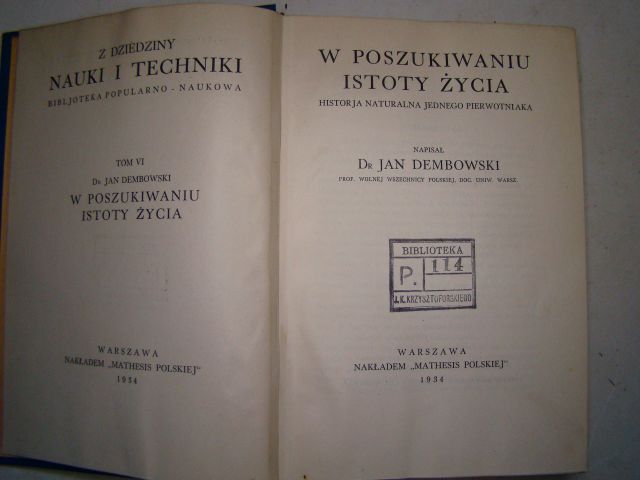 Z DZIEDZINY
NAUKI I TECHNIKI
BIBLJOTEKA POPULARNO - NAUKOWA
TOM VI
DR JAN DEMBOWSKI
W POSZUKIWANIU
ISTOTY ŻYCIA
WARSZAWA
NAKŁADEM „MATHESIS POLSKIEJ"
1934
W POSZUKIWANIU
ISTOTY ŻYCIA
HISTORJA NATURALNA JEDNEGO PIERWOTNIAKA
NAPISAŁ
DR JAN DEMBOWSKI
PROF. WOLNEJ WSZECHNICY POLSKIEJ, DOC. UNIW. WARSZ.
BIBLIOTEKA
P. 114
J.K. KRZYSZTOFORSKIEGO
WARSZAWA
NAKŁADEM „MATHESIS POLSKIEJ"
1934